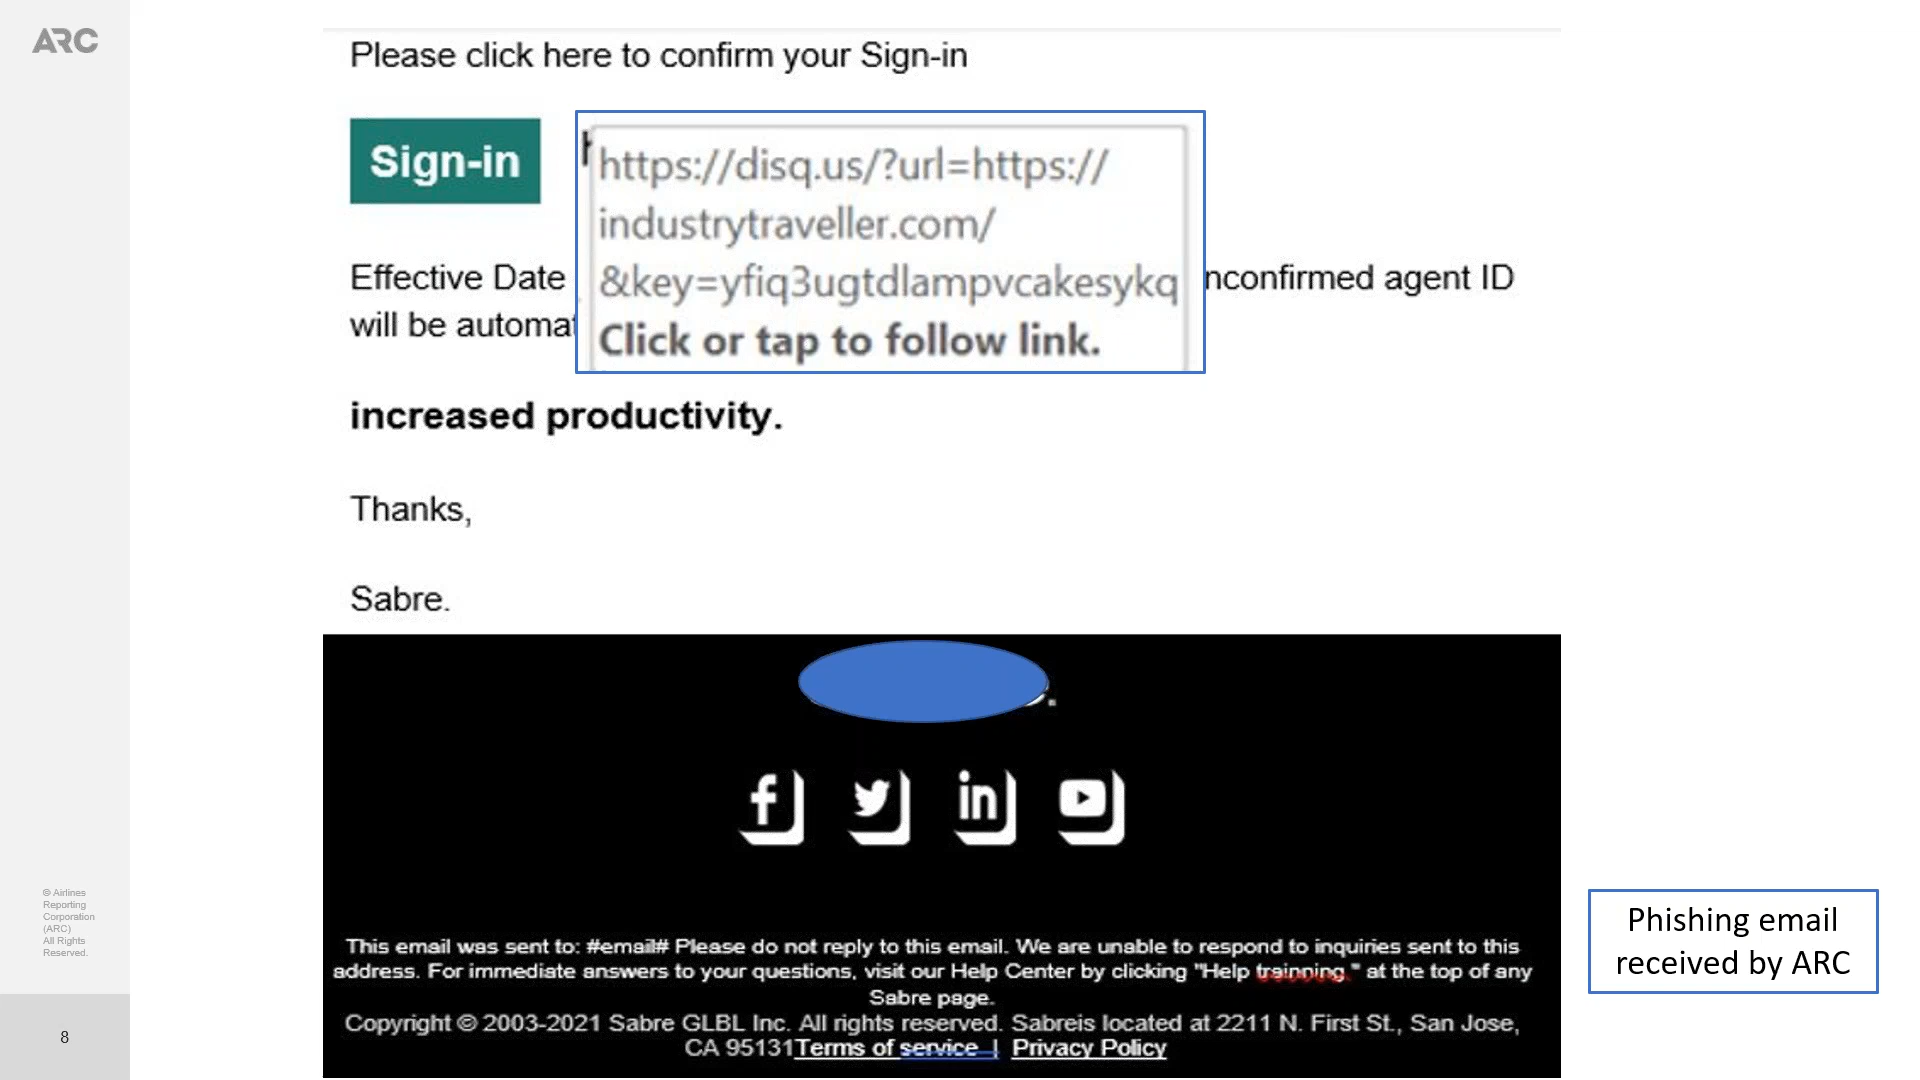 ARC
Please click here to confirm your Sign-in
Sign-in
https://disq.us/?url=https://
industrytraveller.com/
&key=yfiq3ugtdlampvcakesykq
Click or tap to follow link.
Effective Date nconfirmed agent ID
will be automat
increased productivity.
Thanks,
Sabre.
f
in
This email was sent to: #email# Please do not reply to this email. We are unable to respond to inquiries sent to this
address. For immediate answers to your questions, visit our Help Center by clicking "Help trainning." at the top of any
Sabre page.
Copyright © 2003-2021 Sabre GLBL Inc. All rights reserved. Sabreis located at 2211 N. First St., San Jose,
CA 95131Terms of service | Privacy Policy
Phishing email
received by ARC
© Airlines
Reporting
Corporation
(ARC)
All Rights
Reserved.
8